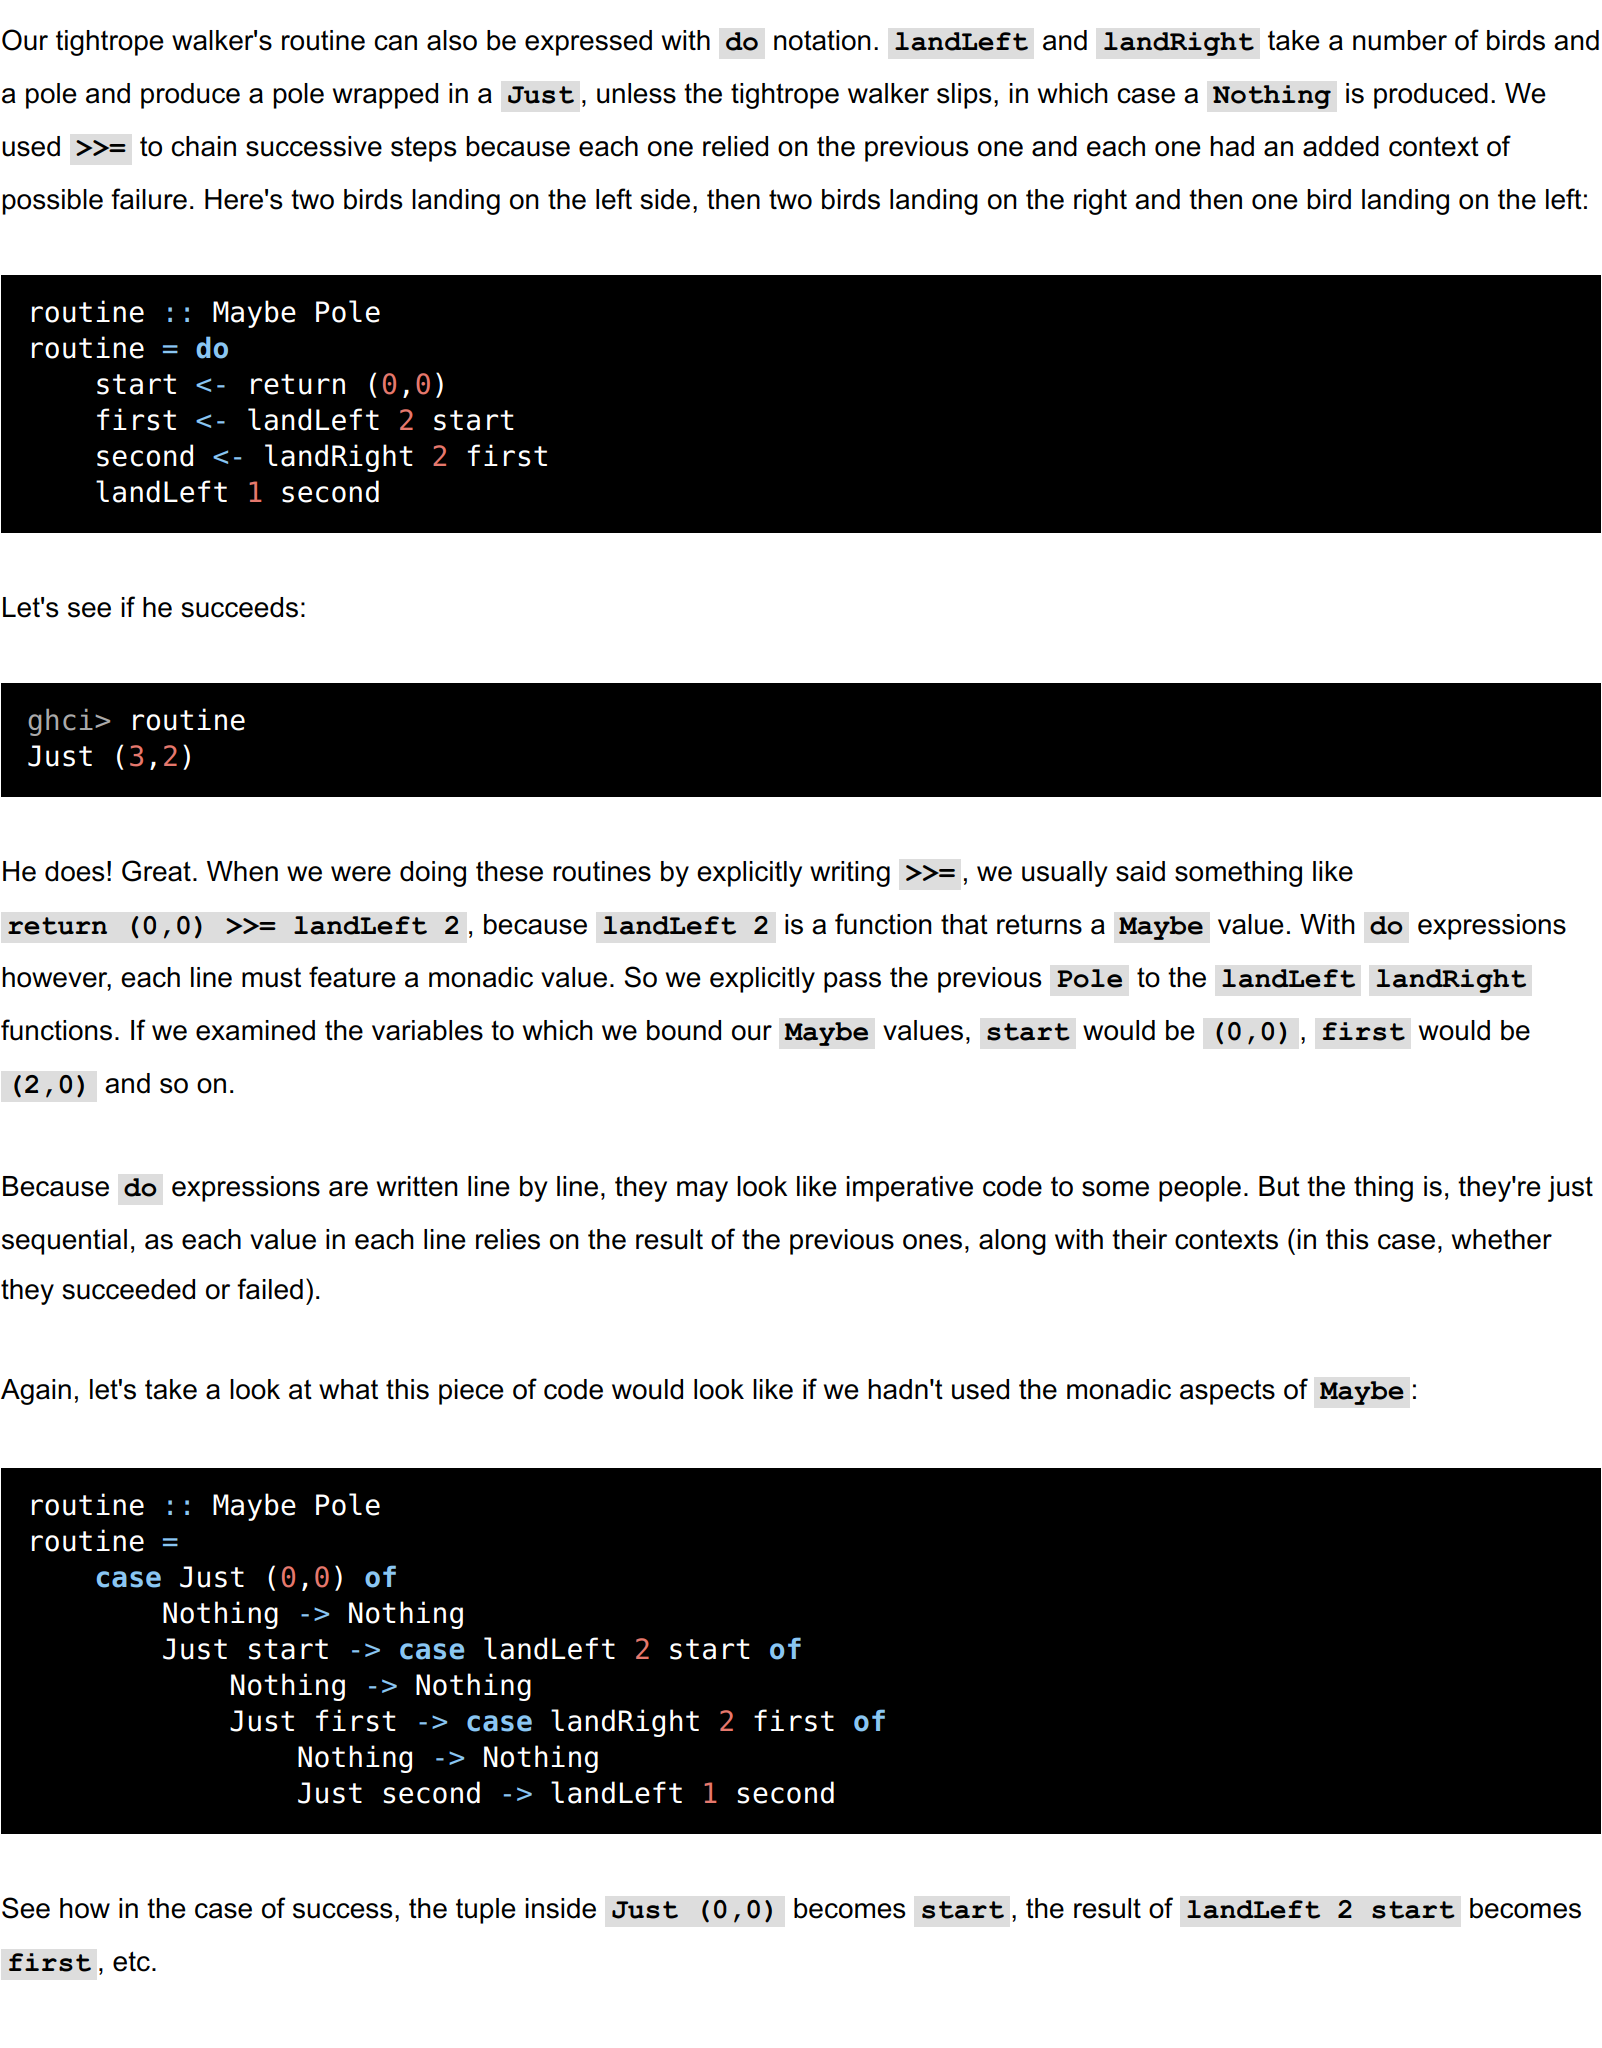 Our tightrope walker's routine can also be expressed with do notation. landLeft and landRight take a number of birds and
a pole and produce a pole wrapped in a Just, unless the tightrope walker slips, in which case a Nothing is produced. We
used >>= to chain successive steps because each one relied on the previous one and each one had an added context of
possible failure. Here's two birds landing on the left side, then two birds landing on the right and then one bird landing on the left:
routine :: Maybe Pole
routine = do
    start <- return (0,0)
    first <- landLeft 2 start
    second <- landRight 2 first
    landLeft 1 second
Let's see if he succeeds:
ghci> routine
Just (3,2)
He does! Great. When we were doing these routines by explicitly writing >>=, we usually said something like
return (0,0) >>= landLeft 2, because landLeft 2 is a function that returns a Maybe value. With do expressions
however, each line must feature a monadic value. So we explicitly pass the previous Pole to the landLeft landRight
functions. If we examined the variables to which we bound our Maybe values, start would be (0,0), first would be
(2,0) and so on.
Because do expressions are written line by line, they may look like imperative code to some people. But the thing is, they're just
sequential, as each value in each line relies on the result of the previous ones, along with their contexts (in this case, whether
they succeeded or failed).
Again, let's take a look at what this piece of code would look like if we hadn't used the monadic aspects of Maybe:
routine :: Maybe Pole
routine =
    case Just (0,0) of
        Nothing -> Nothing
        Just start -> case landLeft 2 start of
            Nothing -> Nothing
            Just first -> case landRight 2 first of
                Nothing -> Nothing
                Just second -> landLeft 1 second
See how in the case of success, the tuple inside Just (0,0) becomes start, the result of landLeft 2 start becomes
first, etc.